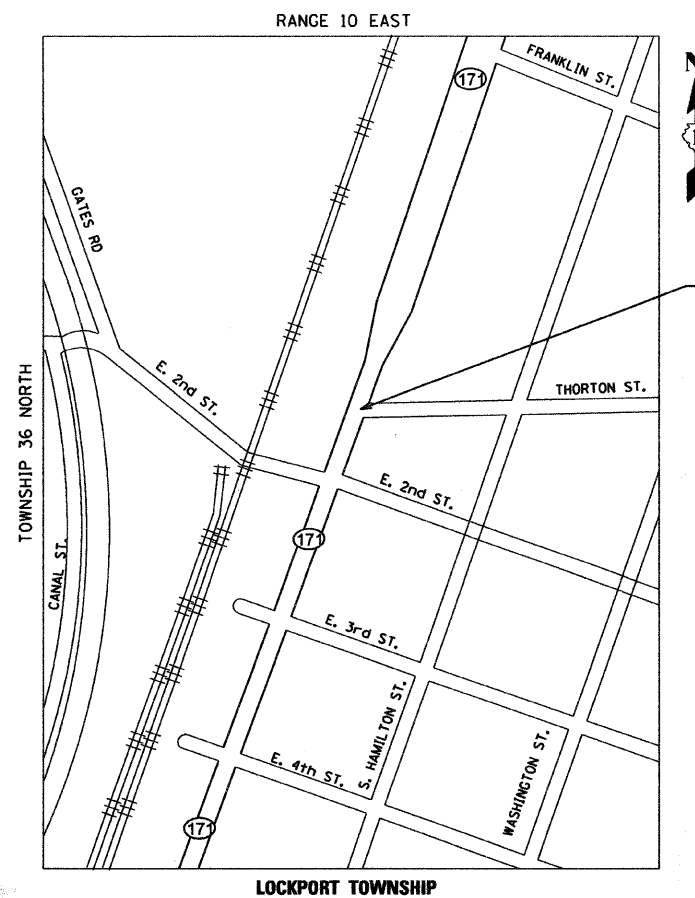 RANGE 10 EAST
171
FRANKLIN ST.
N
GATES RD
E. 2nd ST.
THORTON ST.
TOWNSHIP 36 NORTH
E. 2nd ST.
171
CANAL ST.
E. 3rd ST.
S. HAMILTON ST.
WASHINGTON ST.
E. 4th ST.
171
LOCKPORT TOWNSHIP